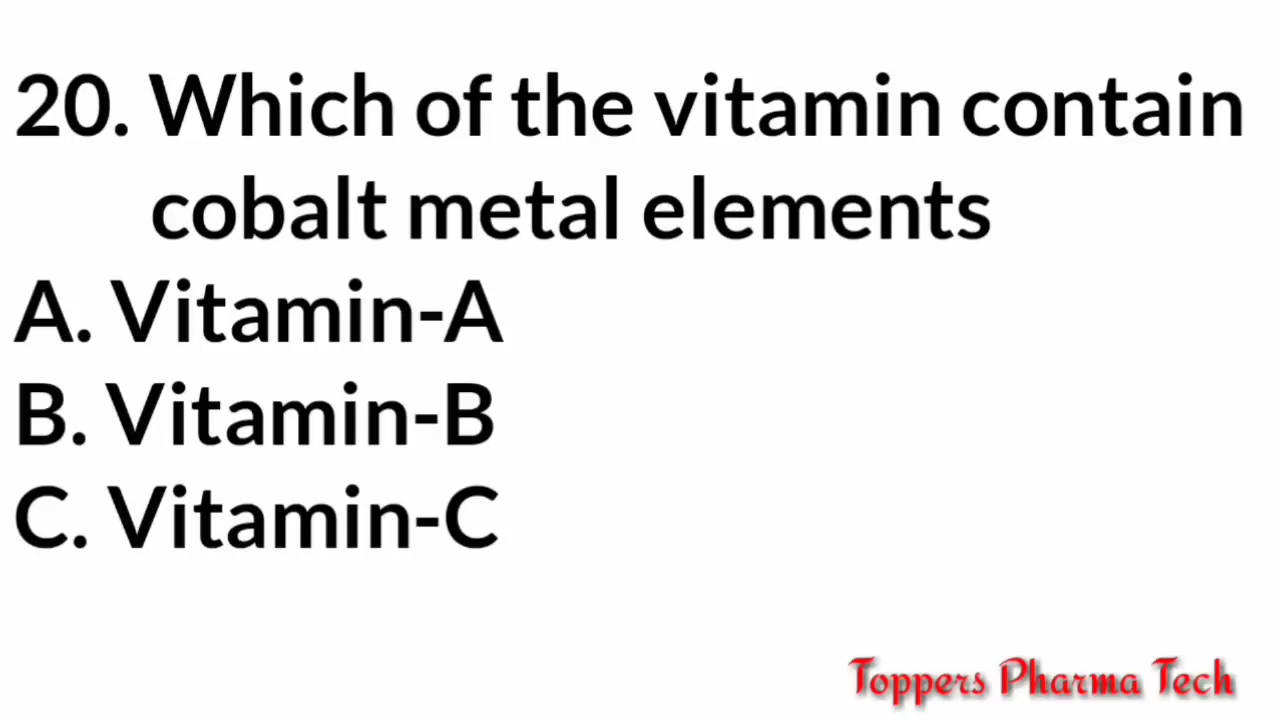 20. Which of the vitamin contain
cobalt metal elements
A. Vitamin-A
B. Vitamin-B
C. Vitamin-C
Toppers Pharma Tech